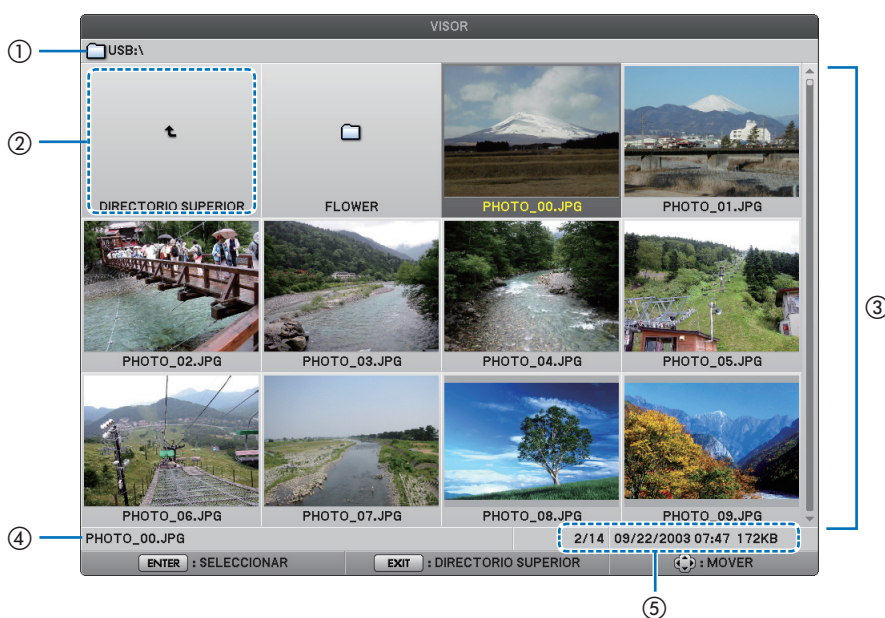 VISOR
① USB:\
②
③
DIRECTORIO SUPERIOR FLOWER PHOTO_00.JPG PHOTO_01.JPG
PHOTO_02.JPG PHOTO_03.JPG PHOTO_04.JPG PHOTO_05.JPG
PHOTO_06.JPG PHOTO_07.JPG PHOTO_08.JPG PHOTO_09.JPG
④ PHOTO_00.JPG 2/14 09/22/2003 07:47 172KB
ENTER : SELECCIONAR EXIT : DIRECTORIO SUPERIOR : MOVER
⑤